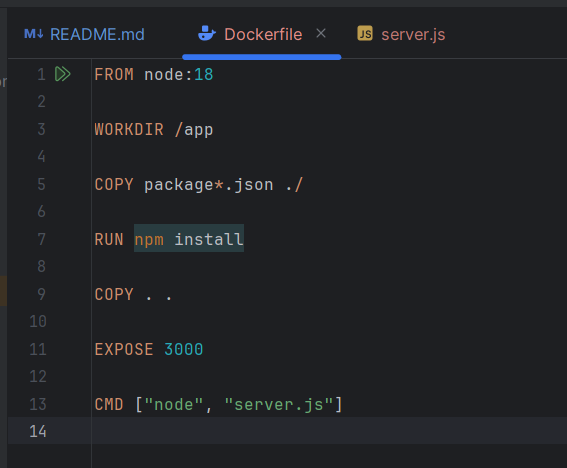 README.md Dockerfile server.js
1 FROM node:18
2
3 WORKDIR /app
4
5 COPY package*.json ./
6
7 RUN npm install
8
9 COPY . .
10
11 EXPOSE 3000
12
13 CMD ["node", "server.js"]
14